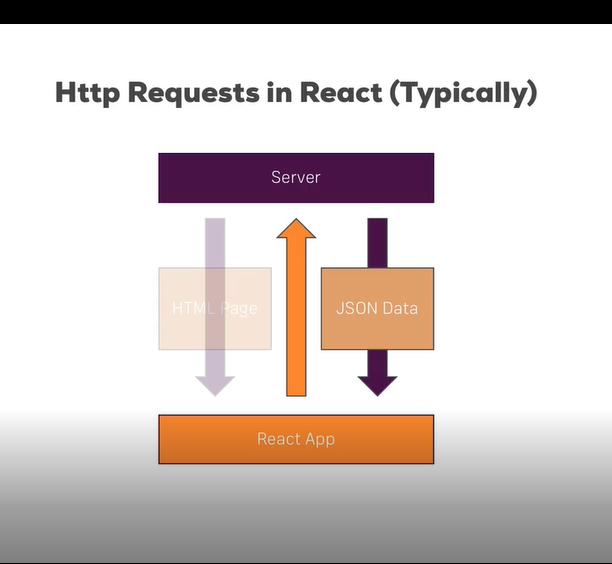 Http Requests in React (Typically)
Server
HTML Page
JSON Data
React App